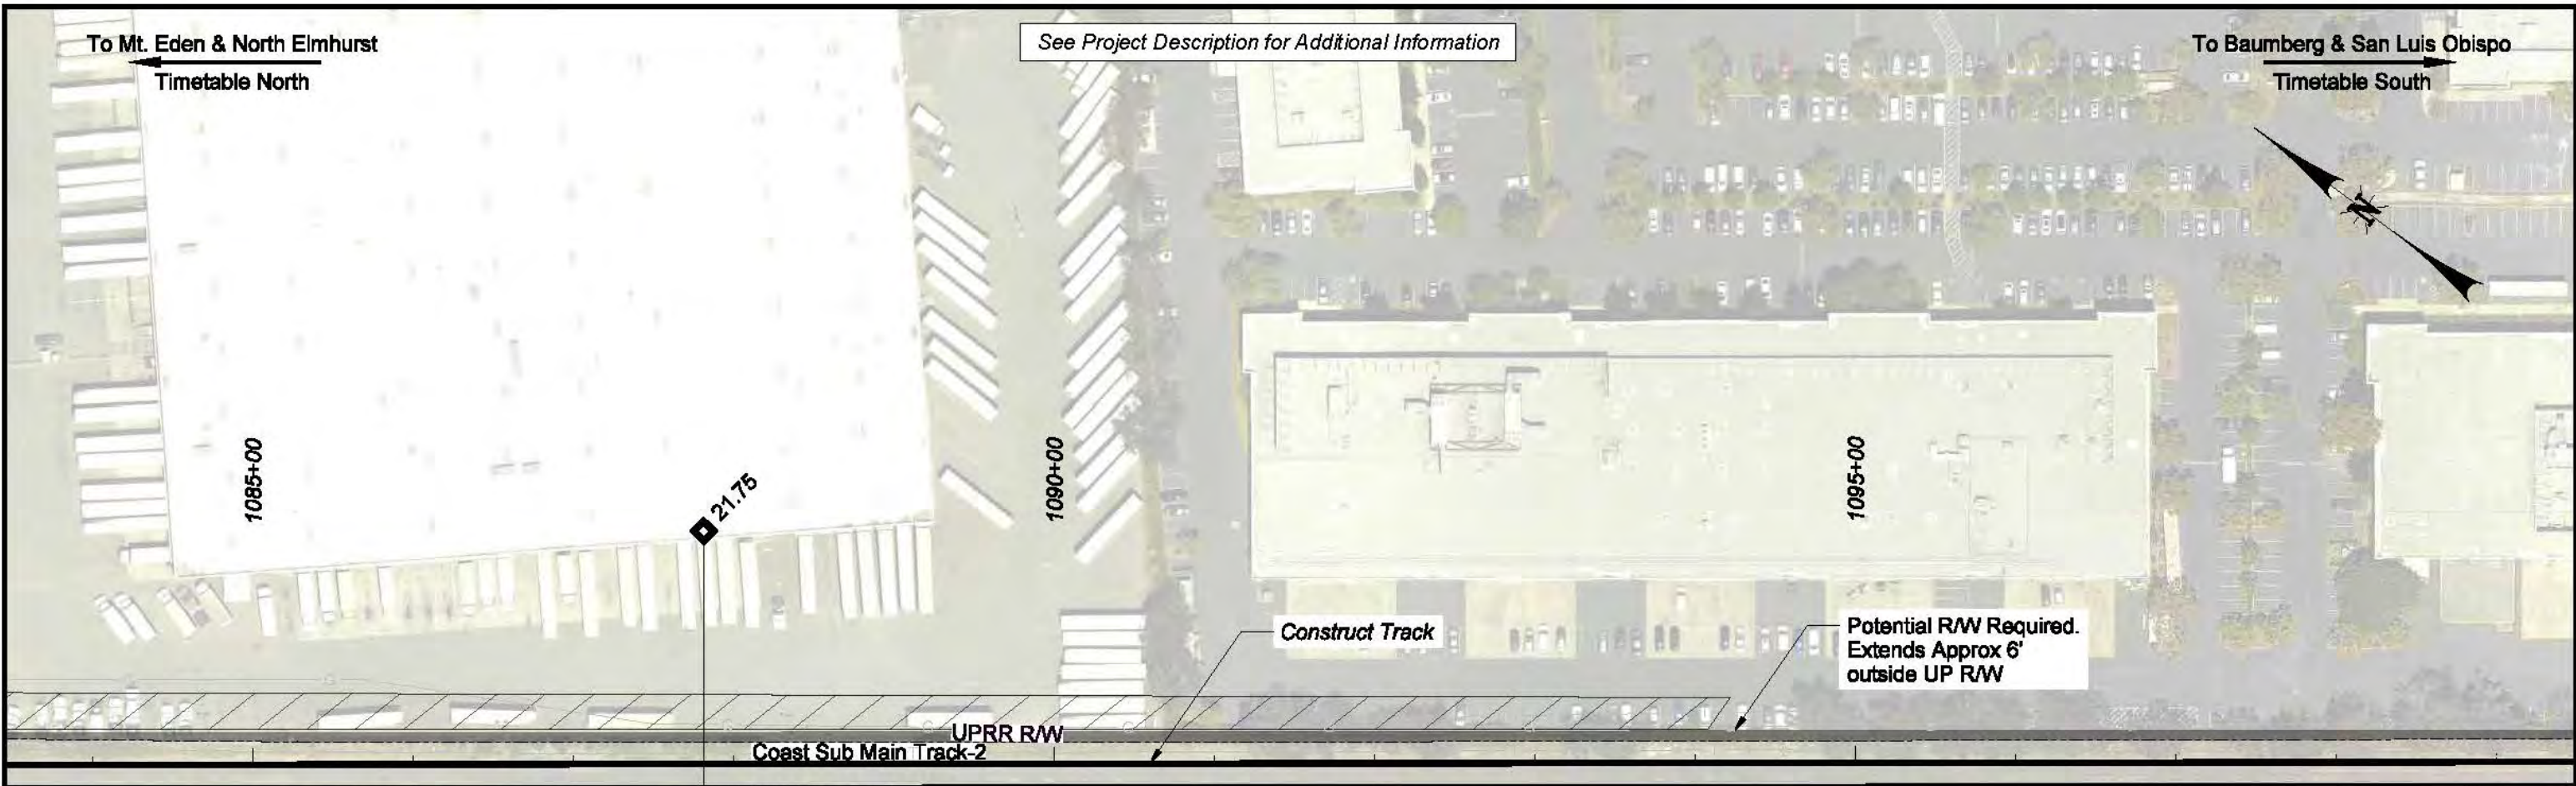 To Mt. Eden & North Elmhurst
Timetable North
See Project Description for Additional Information
To Baumberg & San Luis Obispo
Timetable South
N
1085+00
1090+00
1095+00
21.75
Construct Track
Potential R/W Required.
Extends Approx 6'
outside UP R/W
UPRR R/W
Coast Sub Main Track-2